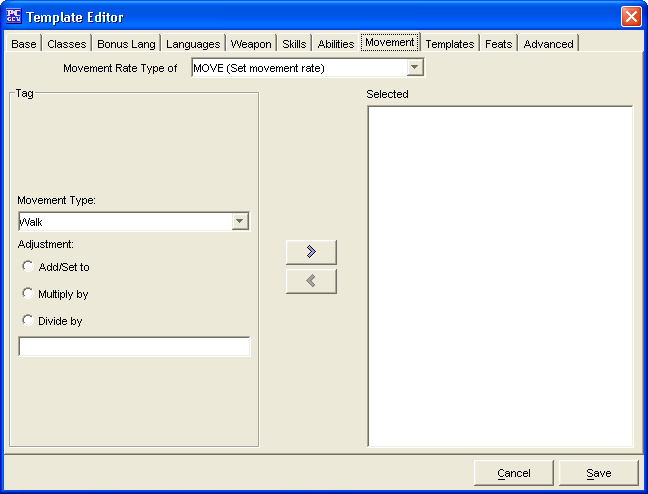 PC GEN Template Editor
Base Classes Bonus Lang Languages Weapon Skills Abilities Movement Templates Feats Advanced
Movement Rate Type of MOVE (Set movement rate)
Tag
Selected
Movement Type:
Walk
Adjustment:
Add/Set to
Multiply by
Divide by
Cancel Save